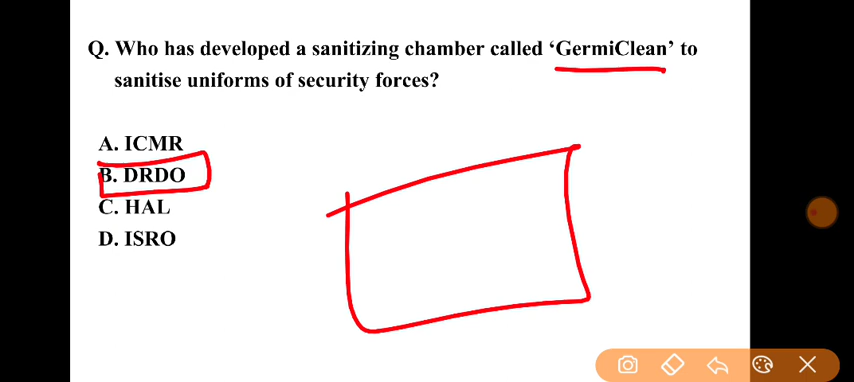 Q. Who has developed a sanitizing chamber called ‘GermiClean’ to
sanitise uniforms of security forces?
A. ICMR
B. DRDO
C. HAL
D. ISRO